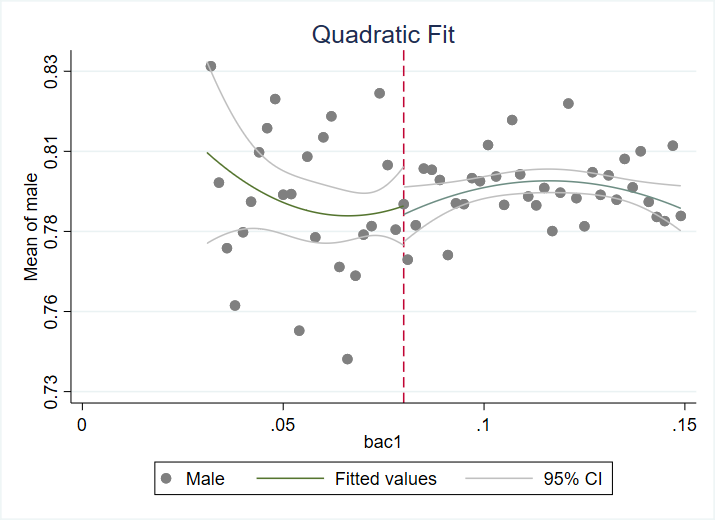 Quadratic Fit
0.83
0.81
0.78
0.76
0.73
Mean of male
0 .05 .1 .15
bac1
Male Fitted values 95% CI